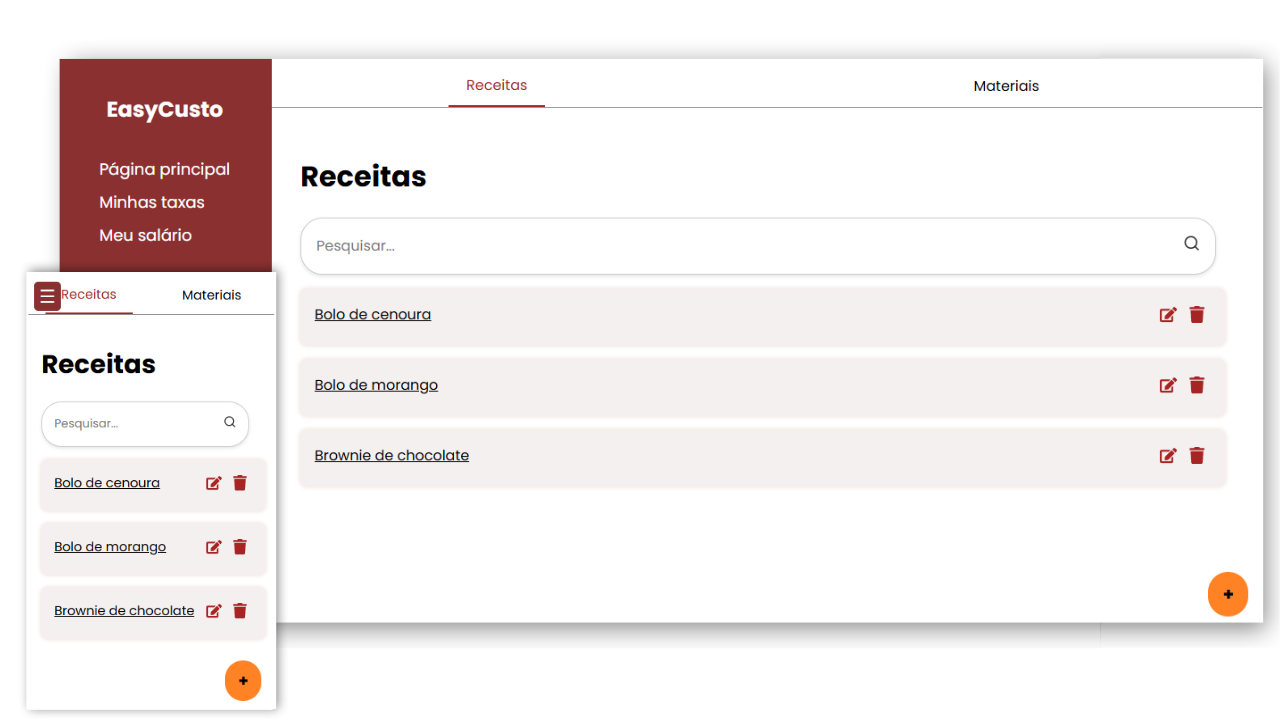 EasyCusto
Página principal
Minhas taxas
Meu salário
Receitas
Materiais
Receitas
Pesquisar...
Bolo de cenoura
Bolo de morango
Brownie de chocolate
+
Receitas
Materiais
Receitas
Pesquisar...
Bolo de cenoura
Bolo de morango
Brownie de chocolate
+